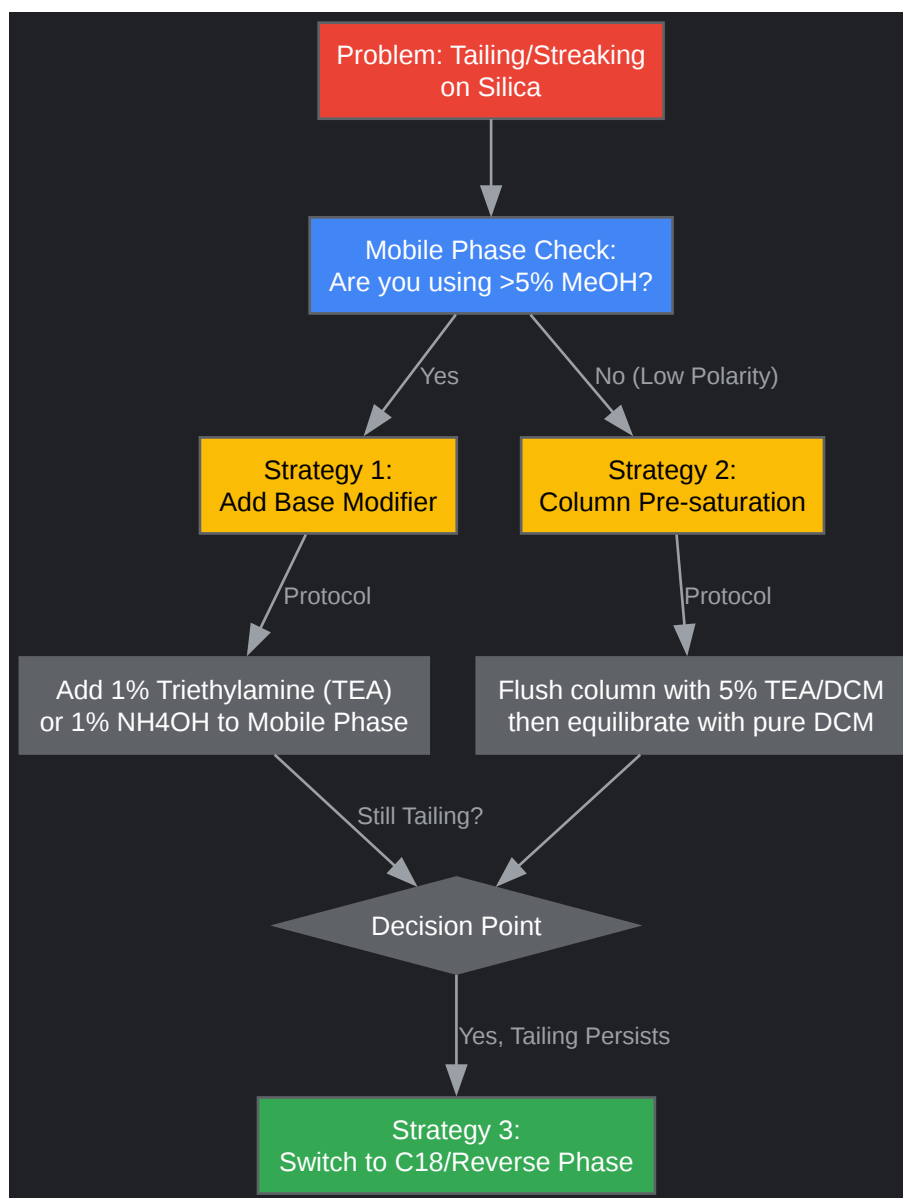 Problem: Tailing/Streaking
on Silica
Mobile Phase Check:
Are you using >5% MeOH?
Yes
No (Low Polarity)
Strategy 1:
Add Base Modifier
Strategy 2:
Column Pre-saturation
Protocol
Protocol
Add 1% Triethylamine (TEA)
or 1% NH4OH to Mobile Phase
Flush column with 5% TEA/DCM
then equilibrate with pure DCM
Still Tailing?
Decision Point
Yes, Tailing Persists
Strategy 3:
Switch to C18/Reverse Phase